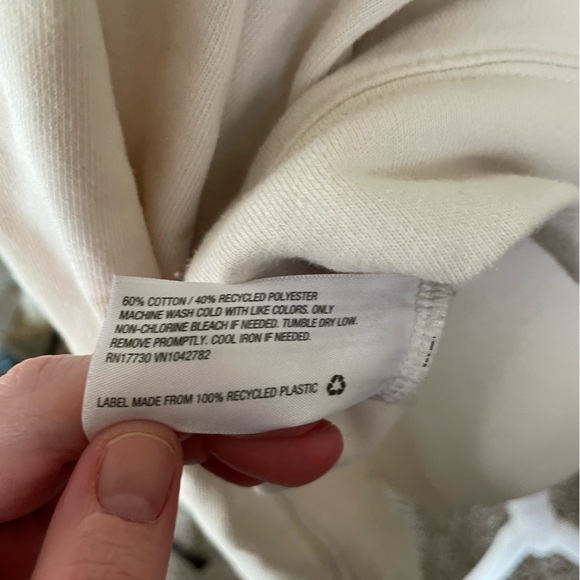 60% COTTON / 40% RECYCLED POLYESTER
MACHINE WASH COLD WITH LIKE COLORS. ONLY
NON-CHLORINE BLEACH IF NEEDED. TUMBLE DRY LOW.
REMOVE PROMPTLY. COOL IRON IF NEEDED.
RN17730 VN1042782
LABEL MADE FROM 100% RECYCLED PLASTIC